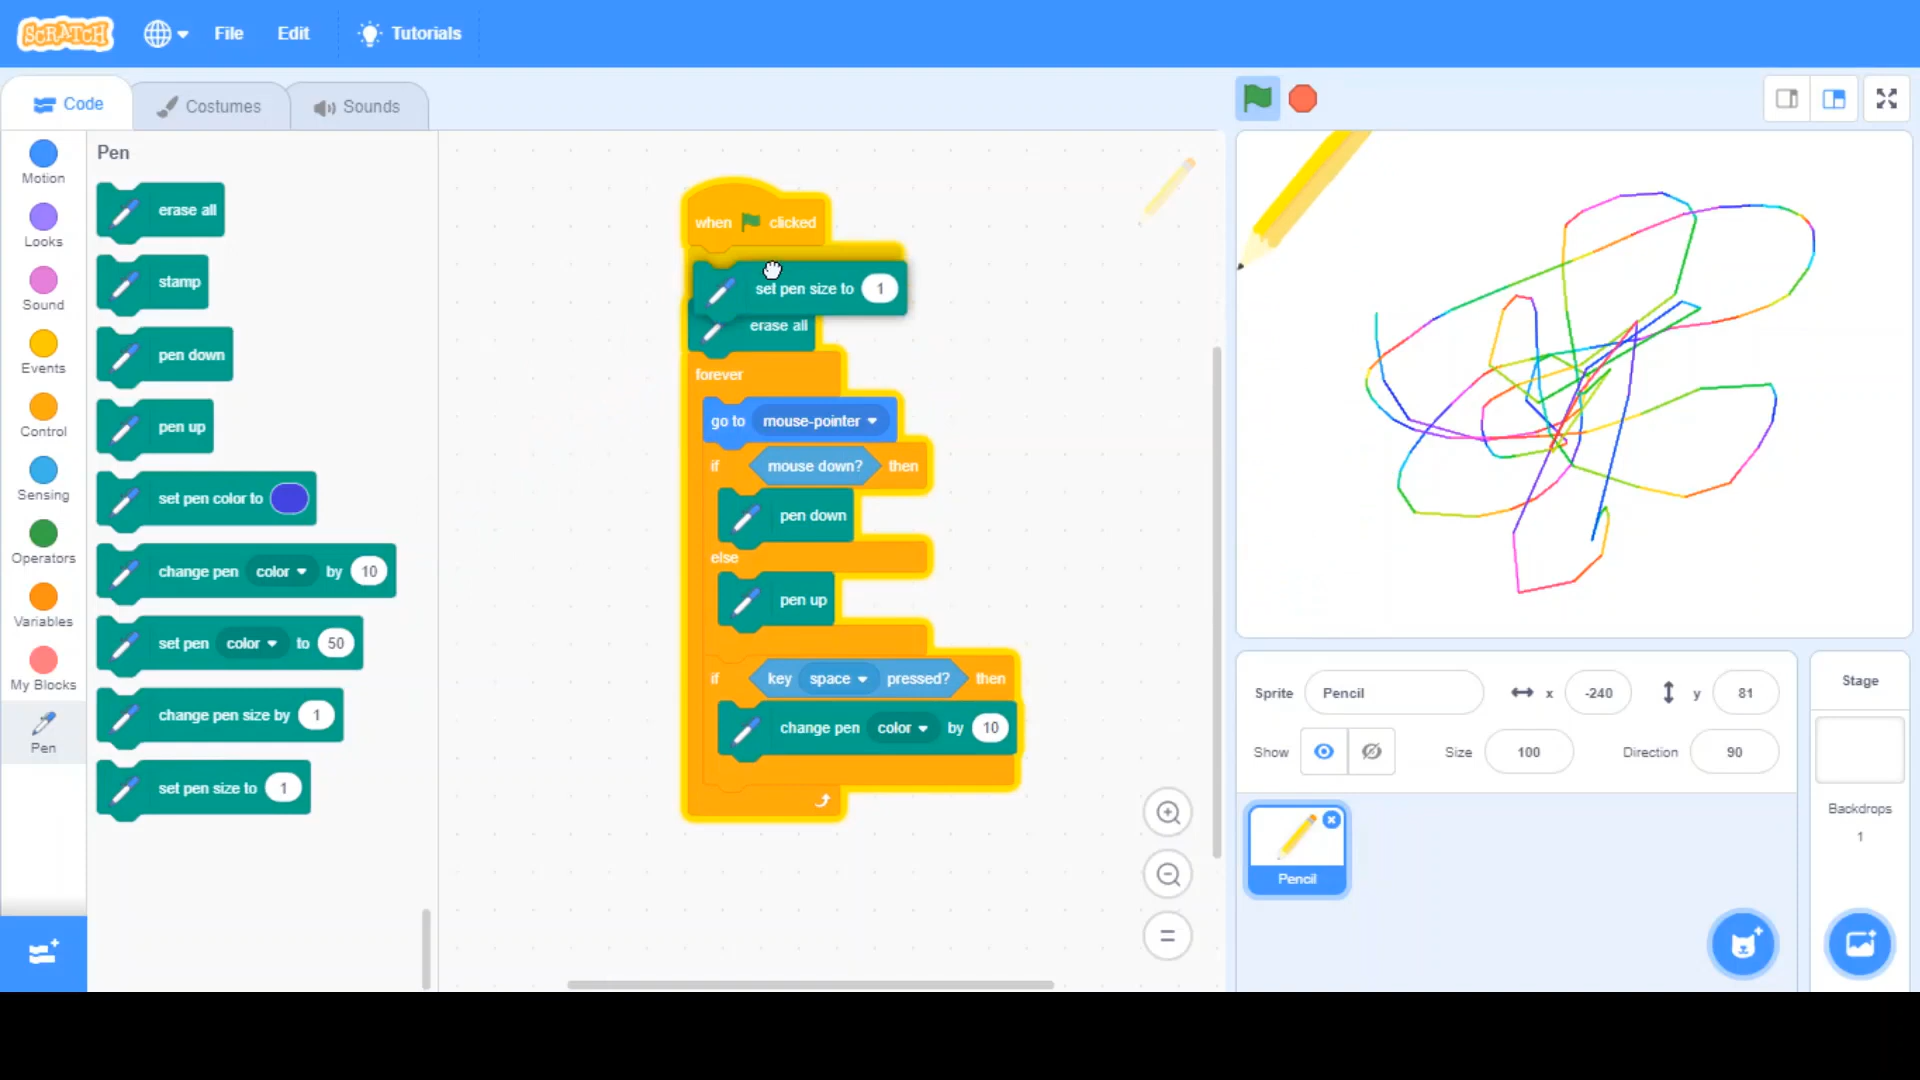 SCRATCH
File
Edit
Tutorials
Code
Costumes
Sounds
Motion
Looks
Sound
Events
Control
Sensing
Operators
Variables
My Blocks
Pen
Pen
erase all
stamp
pen down
pen up
set pen color to
change pen color by 10
set pen color to 50
change pen size by 1
set pen size to 1
when clicked
set pen size to 1
erase all
forever
go to mouse-pointer
if mouse down? then
pen down
else
pen up
if key space pressed? then
change pen color by 10
Sprite Pencil x -240 y 81
Show Size 100 Direction 90
Pencil
Stage
Backdrops
1